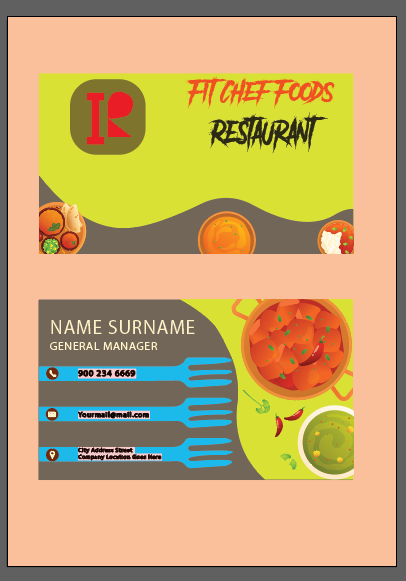 IR
FIT CHEF FOODS
RESTAURANT
NAME SURNAME
GENERAL MANAGER
900 234 6669
Yourmail@mail.com
City Address Street
Company Location Goes Here